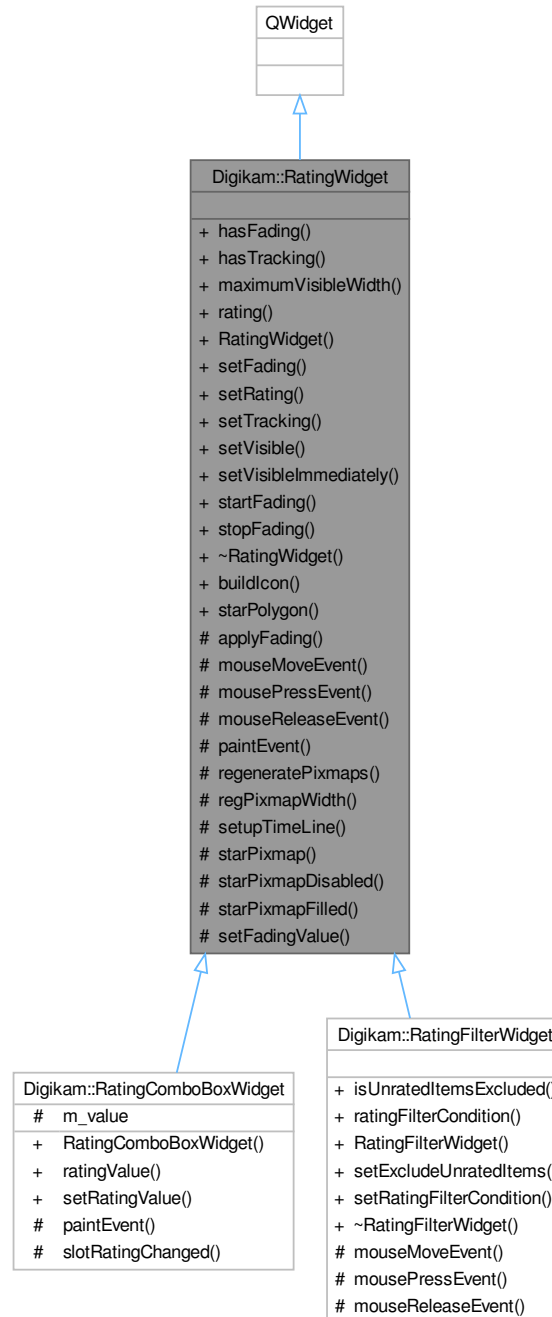 QWidget
Digikam::RatingWidget
+ hasFading()
+ hasTracking()
+ maximumVisibleWidth()
+ rating()
+ RatingWidget()
+ setFading()
+ setRating()
+ setTracking()
+ setVisible()
+ setVisibleImmediately()
+ startFading()
+ stopFading()
+ ~RatingWidget()
+ buildIcon()
+ starPolygon()
# applyFading()
# mouseMoveEvent()
# mousePressEvent()
# mouseReleaseEvent()
# paintEvent()
# regeneratePixmaps()
# regPixmapWidth()
# setupTimeLine()
# starPixmap()
# starPixmapDisabled()
# starPixmapFilled()
# setFadingValue()
Digikam::RatingComboBoxWidget
# m_value
+ RatingComboBoxWidget()
+ ratingValue()
+ setRatingValue()
# paintEvent()
# slotRatingChanged()
Digikam::RatingFilterWidget
+ isUnratedItemsExcluded()
+ ratingFilterCondition()
+ RatingFilterWidget()
+ setExcludeUnratedItems(
+ setRatingFilterCondition()
+ ~RatingFilterWidget()
# mouseMoveEvent()
# mousePressEvent()
# mouseReleaseEvent()